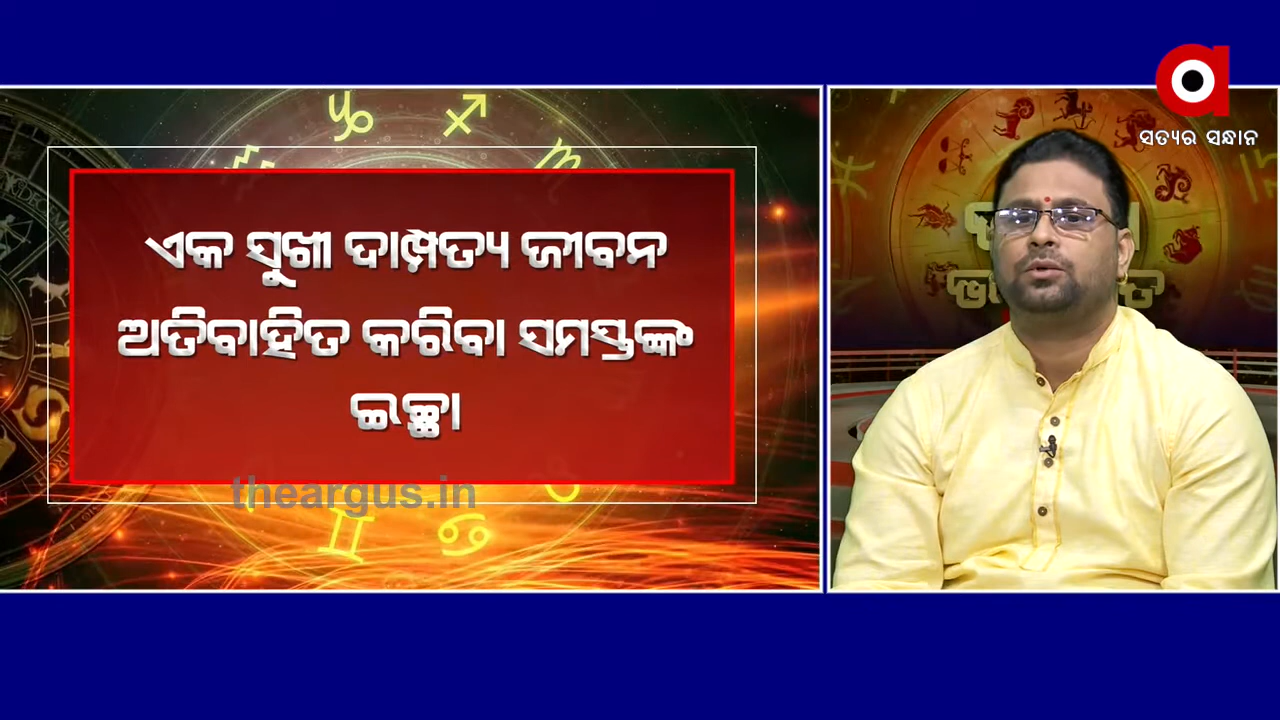 ସତ୍ୟର ସନ୍ଧାନ
ଏକ ସୁଖୀ ଦାମ୍ପତ୍ୟ ଜୀବନ
ଅତିବାହିତ କରିବା ସମସ୍ତଙ୍କ
ଇଚ୍ଛା
theargus.in